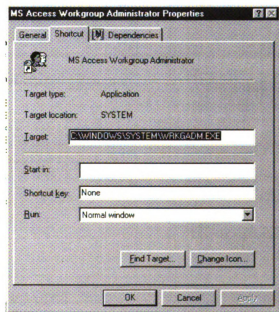 MS Access Workgroup Administrator Properties
General Shortcut Dependencies
MS Access Workgroup Administrator
Target type: Application
Target location: SYSTEM
Target: C:\WINDOWS\SYSTEM\WRKGADM.EXE
Start in:
Shortcut key: None
Run: Normal window
Find Target... Change Icon...
OK Cancel Apply